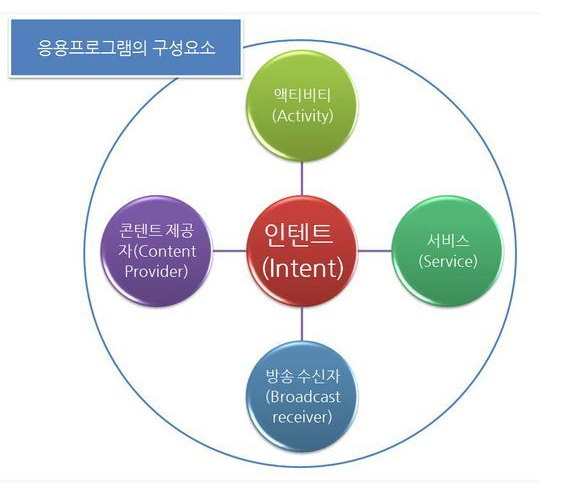 응용프로그램의 구성요소
액티비티
(Activity)
콘텐트 제공
자(Content
Provider)
인텐트
(Intent)
서비스
(Service)
방송 수신자
(Broadcast
receiver)